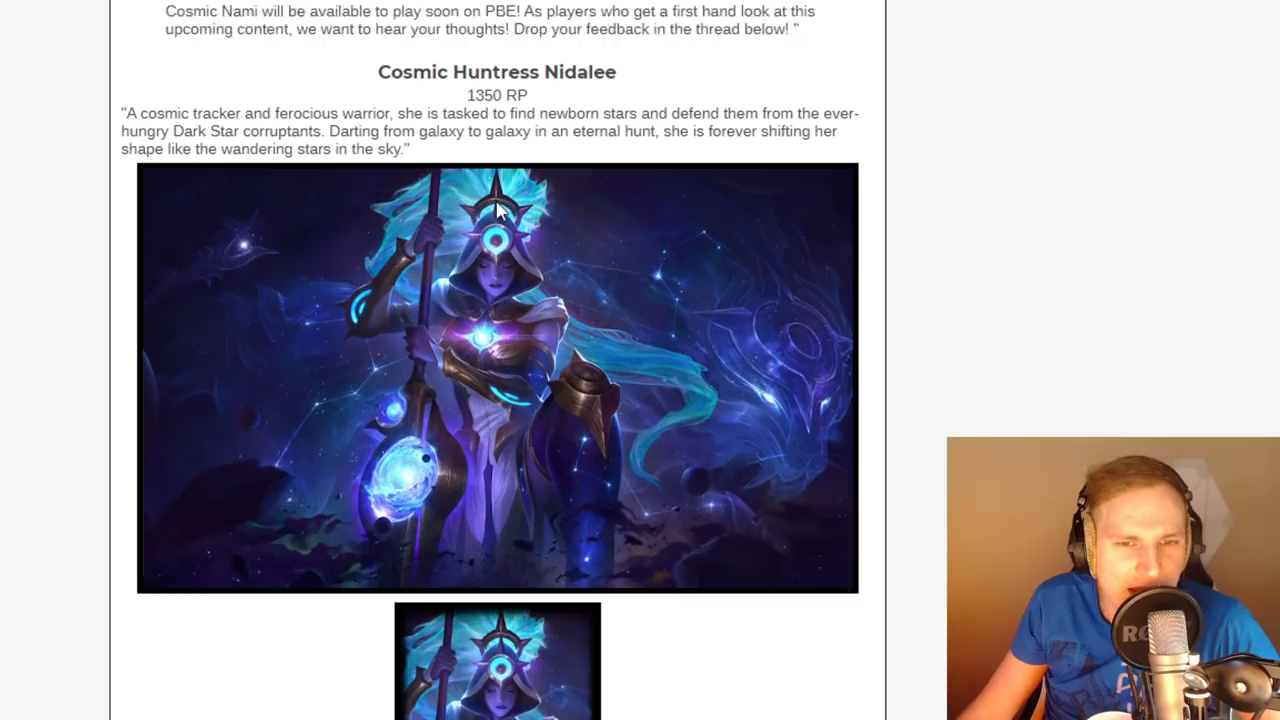 Cosmic Nami will be available to play soon on PBE! As players who get a first hand look at this
upcoming content, we want to hear your thoughts! Drop your feedback in the thread below! "
Cosmic Huntress Nidalee
1350 RP
"A cosmic tracker and ferocious warrior, she is tasked to find newborn stars and defend them from the ever-
hungry Dark Star corruptants. Darting from galaxy to galaxy in an eternal hunt, she is forever shifting her
shape like the wandering stars in the sky."